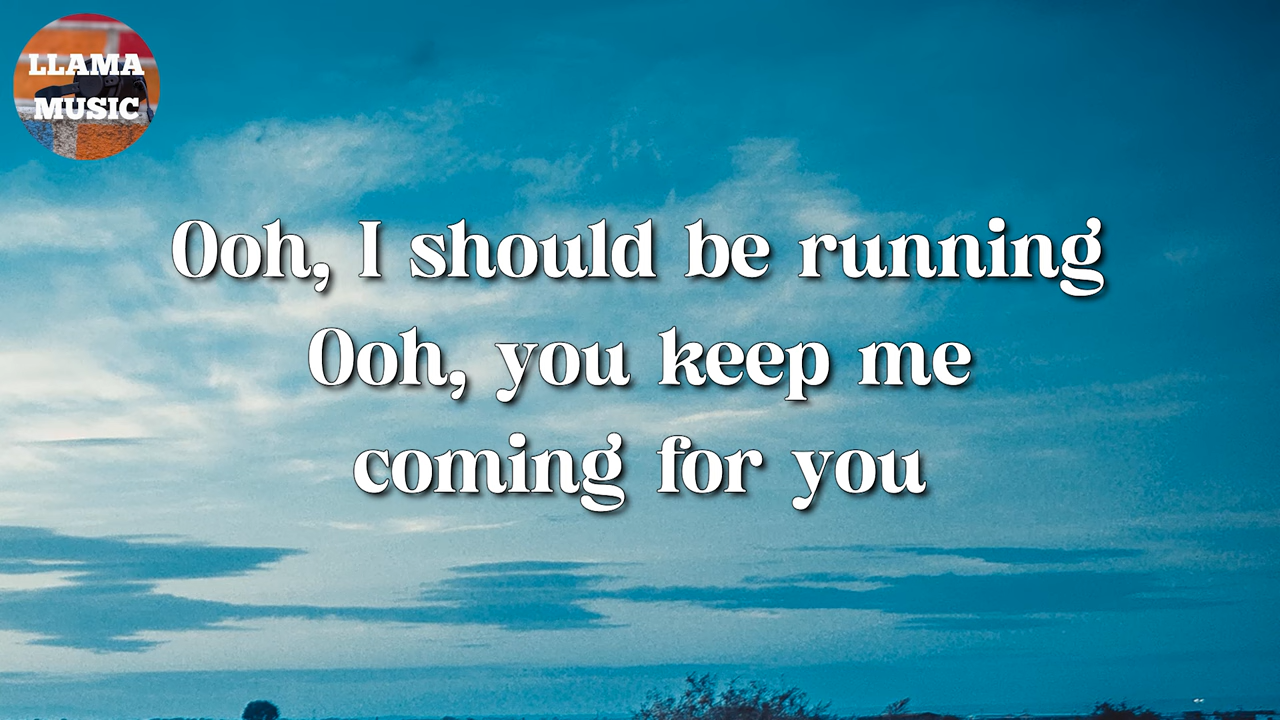 LLAMA
MUSIC
Ooh, I should be running
Ooh, you keep me
coming for you